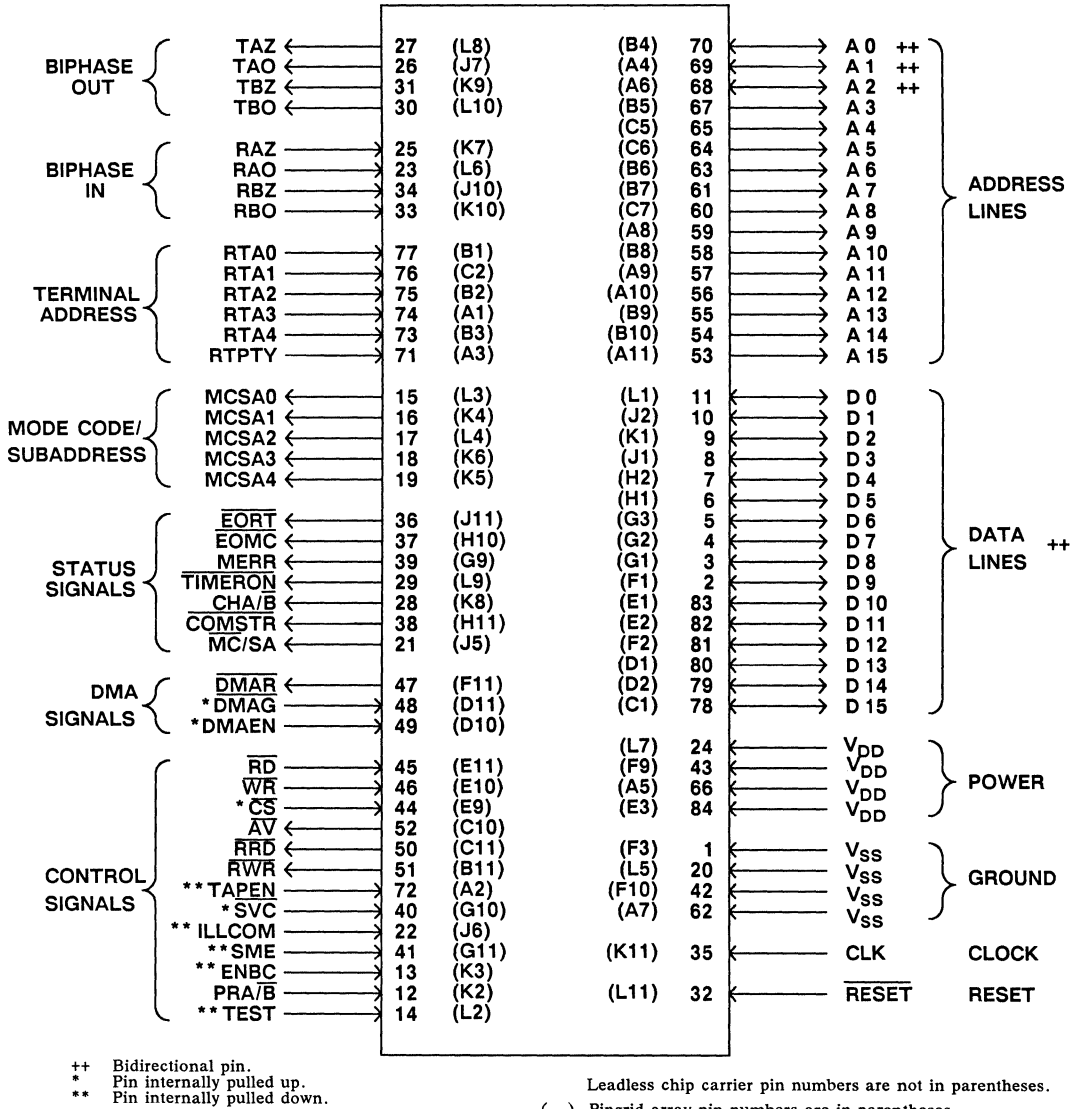 BIPHASE OUT
TAZ 27 (L8)
TAO 26 (J7)
TBZ 31 (K9)
TBO 30 (L10)
BIPHASE IN
RAZ 25 (K7)
RAO 23 (L6)
RBZ 34 (J10)
RBO 33 (K10)
TERMINAL ADDRESS
RTA0 77 (B1)
RTA1 76 (C2)
RTA2 75 (B2)
RTA3 74 (A1)
RTA4 73 (B3)
RTPTY 71 (A3)
MODE CODE/ SUBADDRESS
MCSA0 15 (L3)
MCSA1 16 (K4)
MCSA2 17 (L4)
MCSA3 18 (K6)
MCSA4 19 (K5)
STATUS SIGNALS
EORT 36 (J11)
EOMC 37 (H10)
MERR 39 (G9)
TIMERON 29 (L9)
CHA/B 28 (K8)
COMSTR 38 (H11)
MC/SA 21 (J5)
DMA SIGNALS
DMAR 47 (F11)
*DMAG 48 (D11)
*DMAEN 49 (D10)
CONTROL SIGNALS
RD 45 (E11)
WR 46 (E10)
*CS 44 (E9)
AV 52 (C10)
RRD 50 (C11)
RWR 51 (B11)
**TAPEN 72 (A2)
*SVC 40 (G10)
**ILLCOM 22 (J6)
**SME 41 (G11)
**ENBC 13 (K3)
PRA/B 12 (K2)
**TEST 14 (L2)
(B4) 70 A 0 ++
(A4) 69 A 1 ++
(A6) 68 A 2 ++
(B5) 67 A 3
(C5) 65 A 4
(C6) 64 A 5
(B6) 63 A 6
(B7) 61 A 7
(C7) 60 A 8
(A8) 59 A 9
(B8) 58 A 10
(A9) 57 A 11
(A10) 56 A 12
(B9) 55 A 13
(B10) 54 A 14
(A11) 53 A 15
ADDRESS LINES
(L1) 11 D 0
(J2) 10 D 1
(K1) 9 D 2
(J1) 8 D 3
(H2) 7 D 4
(H1) 6 D 5
(G3) 5 D 6
(G2) 4 D 7
(G1) 3 D 8
(F1) 2 D 9
(E1) 83 D 10
(E2) 82 D 11
(F2) 81 D 12
(D1) 80 D 13
(D2) 79 D 14
(C1) 78 D 15
DATA LINES ++
(L7) 24 VDD
(F9) 43 VDD
(A5) 66 VDD
(E3) 84 VDD
POWER
(F3) 1 VSS
(L5) 20 VSS
(F10) 42 VSS
(A7) 62 VSS
GROUND
(K11) 35 CLK CLOCK
(L11) 32 RESET RESET
++ Bidirectional pin.
* Pin internally pulled up.
** Pin internally pulled down.
Leadless chip carrier pin numbers are not in parentheses.
( ) Pingrid array pin numbers are in parentheses